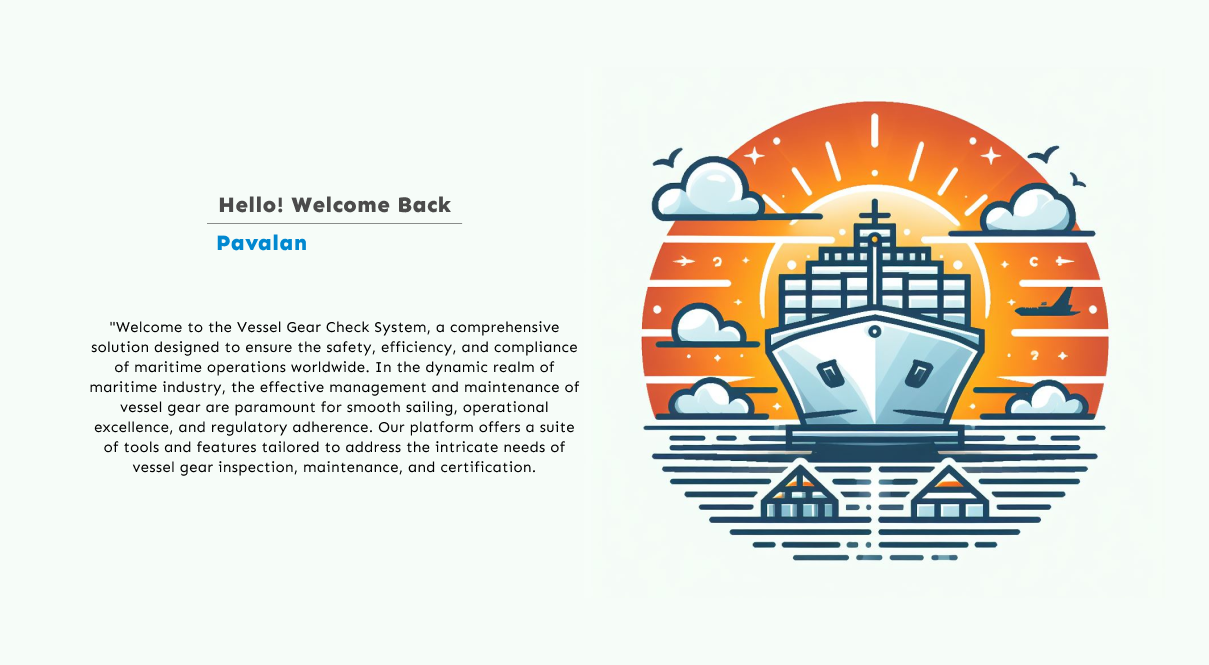 Hello! Welcome Back
Pavalan
"Welcome to the Vessel Gear Check System, a comprehensive
solution designed to ensure the safety, efficiency, and compliance
of maritime operations worldwide. In the dynamic realm of
maritime industry, the effective management and maintenance of
vessel gear are paramount for smooth sailing, operational
excellence, and regulatory adherence. Our platform offers a suite
of tools and features tailored to address the intricate needs of
vessel gear inspection, maintenance, and certification.